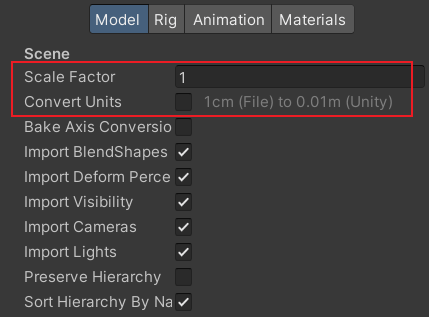 Model Rig Animation Materials
Scene
Scale Factor 1
Convert Units 1cm (File) to 0.01m (Unity)
Bake Axis Conversio
Import BlendShapes
Import Deform Perce
Import Visibility
Import Cameras
Import Lights
Preserve Hierarchy
Sort Hierarchy By Na